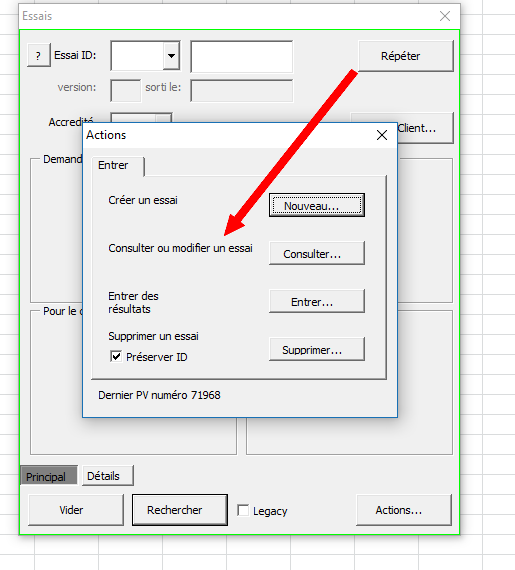 Essais
? Essai ID: Répéter
version: sorti le:
Accredité Client...
Actions
Deman
Entrer
Créer un essai Nouveau...
Consulter ou modifier un essai Consulter...
Entrer des
résultats Entrer...
Pour le
Supprimer un essai
Préserver ID Supprimer...
Dernier PV numéro 71968
Principal Détails
Vider Rechercher Legacy Actions...